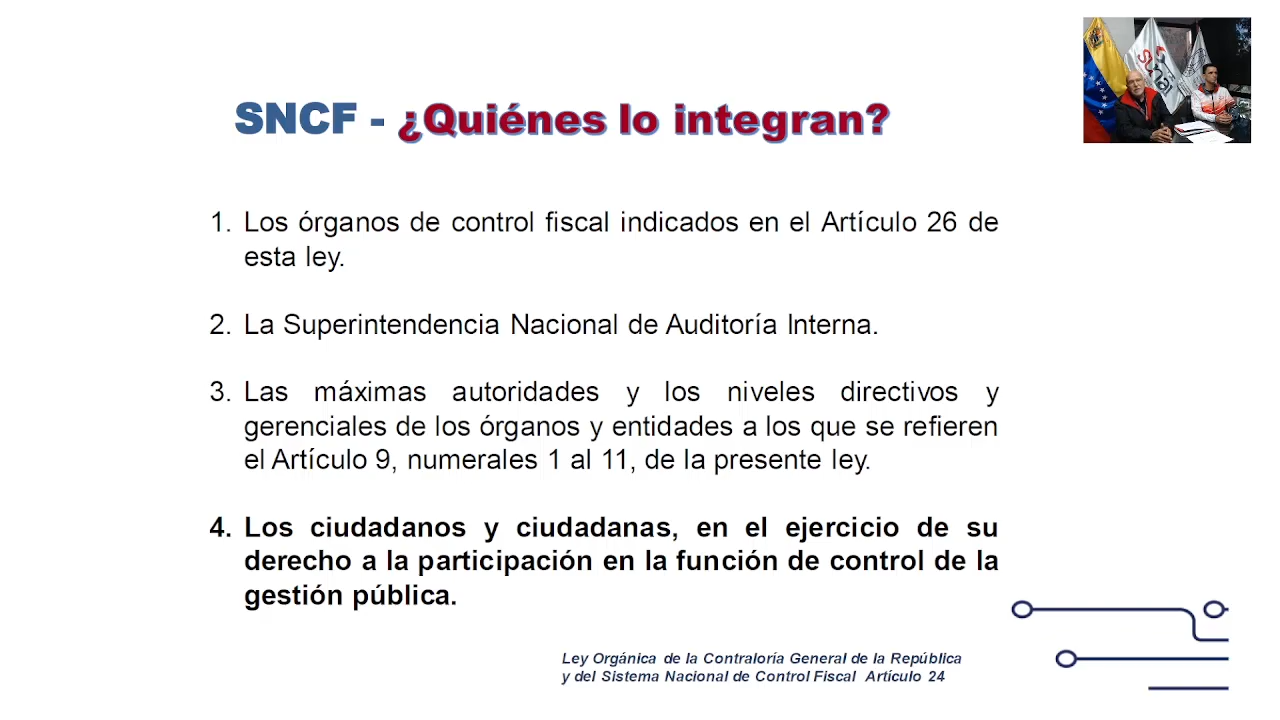 SNCF - ¿Quiénes lo integran?
1. Los órganos de control fiscal indicados en el Artículo 26 de
esta ley.
2. La Superintendencia Nacional de Auditoría Interna.
3. Las máximas autoridades y los niveles directivos y
gerenciales de los órganos y entidades a los que se refieren
el Artículo 9, numerales 1 al 11, de la presente ley.
4. Los ciudadanos y ciudadanas, en el ejercicio de su
derecho a la participación en la función de control de la
gestión pública.
Ley Orgánica de la Contraloría General de la República
y del Sistema Nacional de Control Fiscal Artículo 24